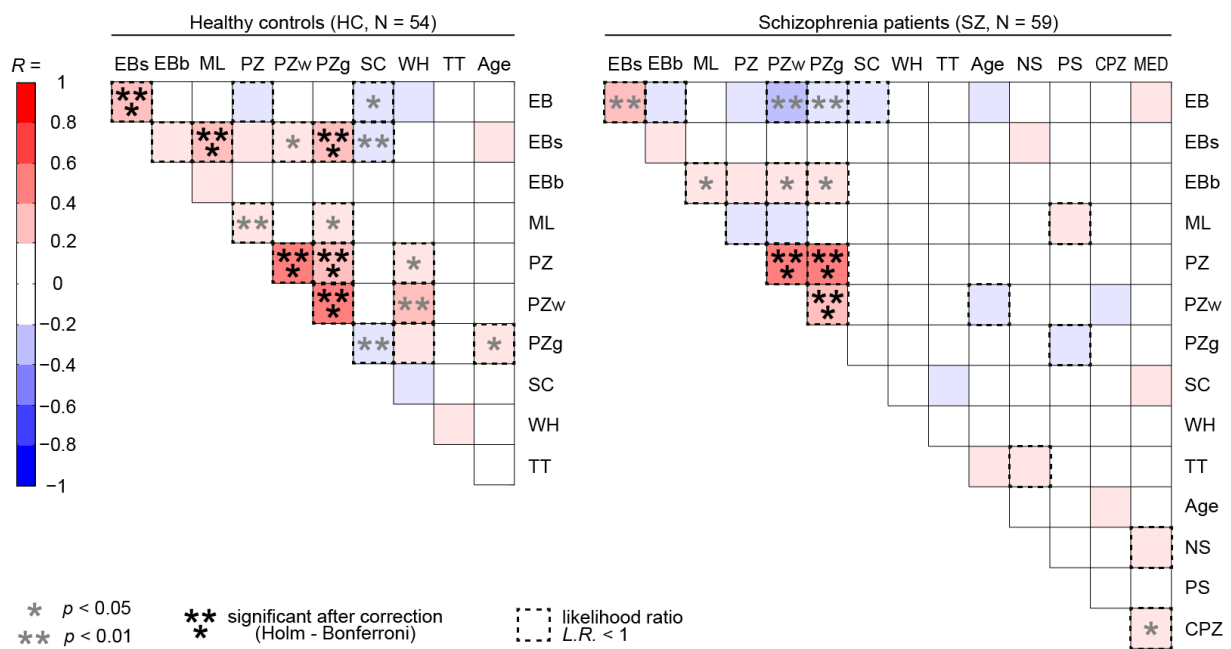 Healthy controls (HC, N = 54)
Schizophrenia patients (SZ, N = 59)
EBs EBb ML PZ PZw PZg SC WH TT Age
EBs EBb ML PZ PZw PZg SC WH TT Age NS PS CPZ MED
R =
1
0.8
0.6
0.4
0.2
0
−0.2
−0.4
−0.6
−0.8
−1
** * * EB
** ** ** EB
** * * ** * ** EBs
EBs
EBb
* * * EBb
** * ML
ML
** * ** * * PZ
** * ** * PZ
** * ** PZw
** * PZw
** * PZg
PZg
SC
SC
WH
WH
TT
TT
Age
NS
PS
* CPZ
* p < 0.05
** p < 0.01
** * significant after correction
(Holm - Bonferroni)
likelihood ratio
L.R. < 1